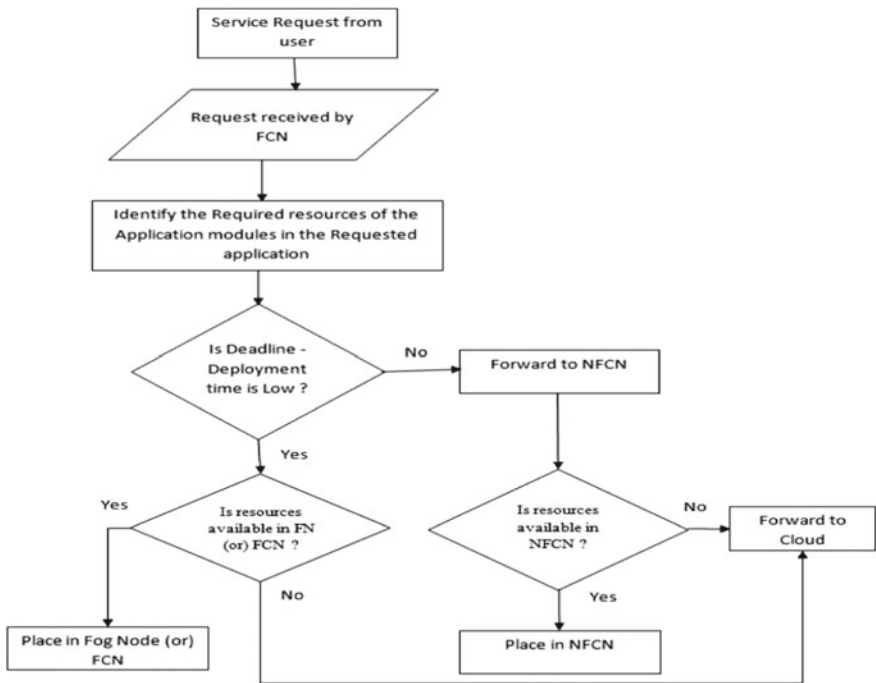 Service Request from
user
Request received by
FCN
Identify the Required resources of the
Application modules in the Requested
application
Is Deadline -
Deployment
time is Low ?
No
Forward to NFCN
Yes
Yes
Is resources
available in FN
(or) FCN ?
No
Is resources
available in
NFCN ?
No
Forward to
Cloud
Yes
Place in Fog Node (or)
FCN
Place in NFCN